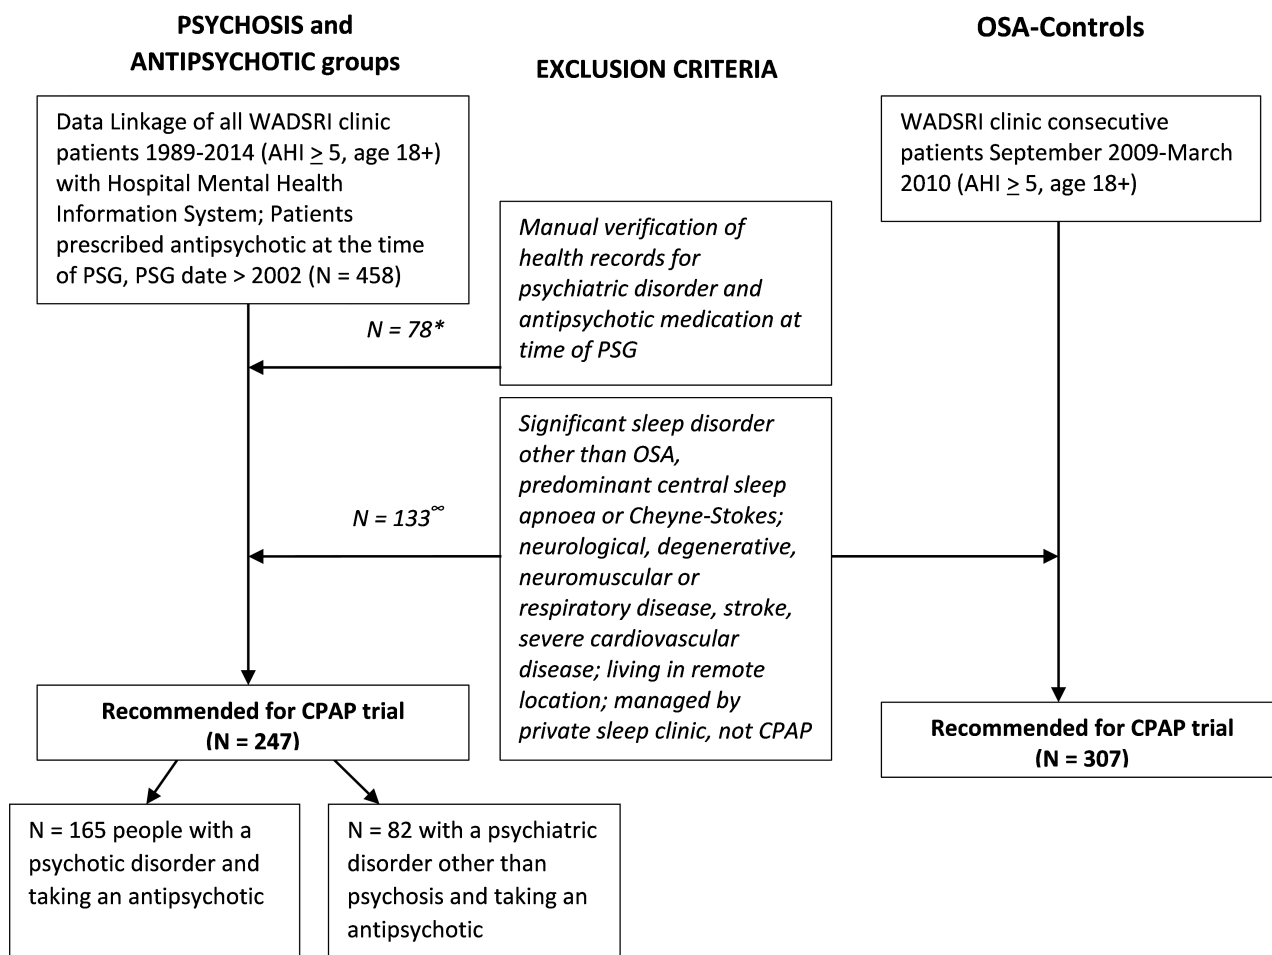 PSYCHOSIS and
ANTIPSYCHOTIC groups
EXCLUSION CRITERIA
OSA-Controls
Data Linkage of all WADSRI clinic
patients 1989-2014 (AHI ≥ 5, age 18+)
with Hospital Mental Health
Information System; Patients
prescribed antipsychotic at the time
of PSG, PSG date > 2002 (N = 458)
WADSRI clinic consecutive
patients September 2009-March
2010 (AHI ≥ 5, age 18+)
Manual verification of
health records for
psychiatric disorder and
antipsychotic medication at
time of PSG
N = 78*
Significant sleep disorder
other than OSA,
predominant central sleep
apnoea or Cheyne-Stokes;
neurological, degenerative,
neuromuscular or
respiratory disease, stroke,
severe cardiovascular
disease; living in remote
location; managed by
private sleep clinic, not CPAP
N = 133∞
Recommended for CPAP trial
(N = 247)
Recommended for CPAP trial
(N = 307)
N = 165 people with a
psychotic disorder and
taking an antipsychotic
N = 82 with a psychiatric
disorder other than
psychosis and taking an
antipsychotic